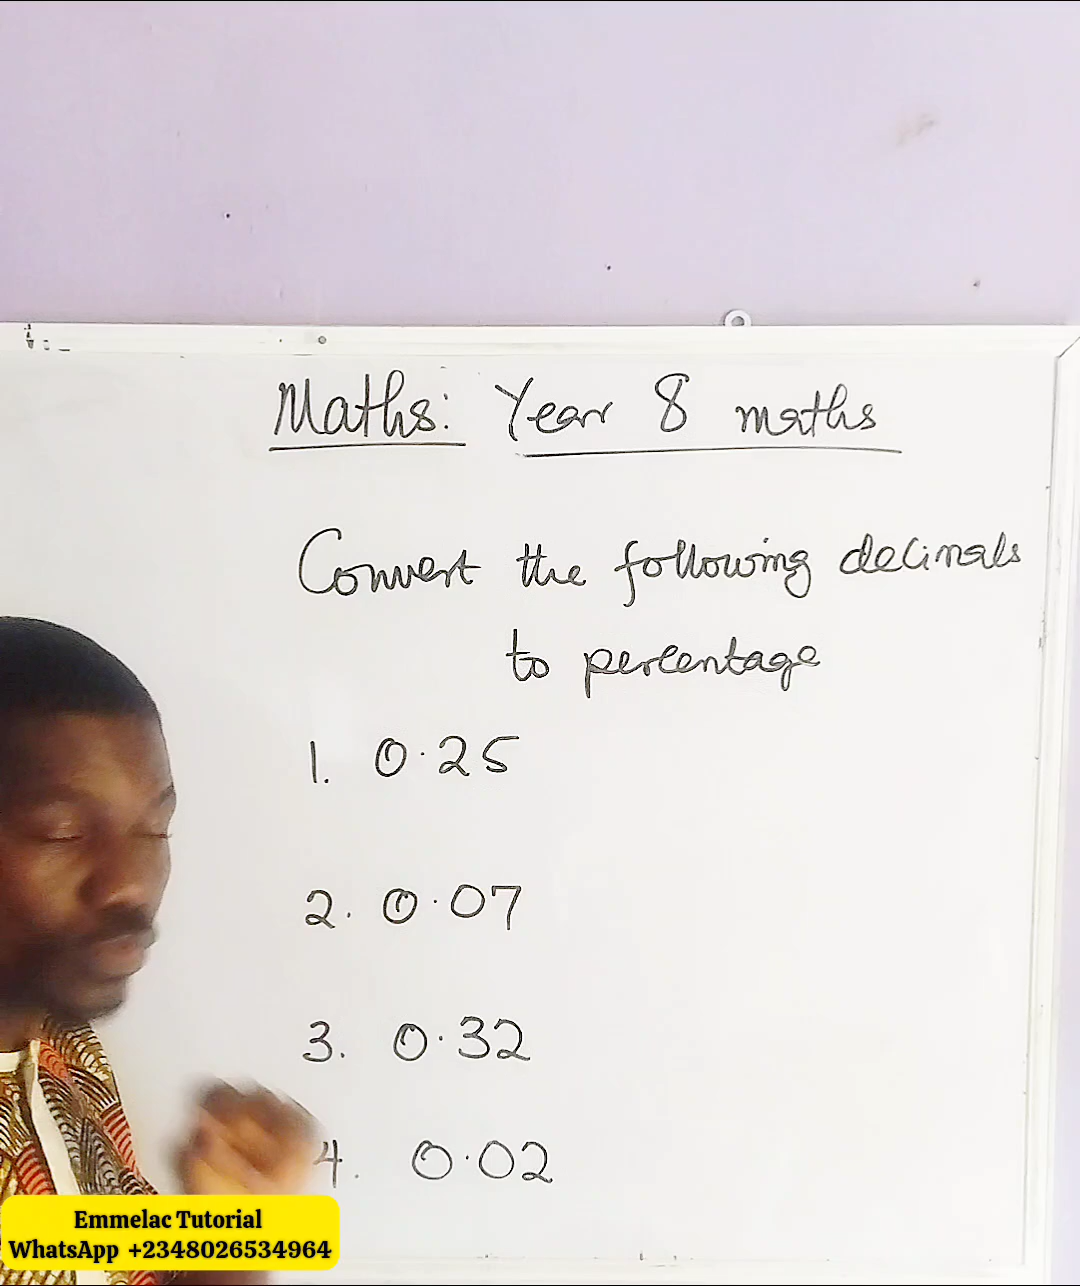 Maths: Year 8 maths
Convert the following decimals
to percentage
1. 0.25
2. 0.07
3. 0.32
4. 0.02
Emmelac Tutorial
WhatsApp +2348026534964